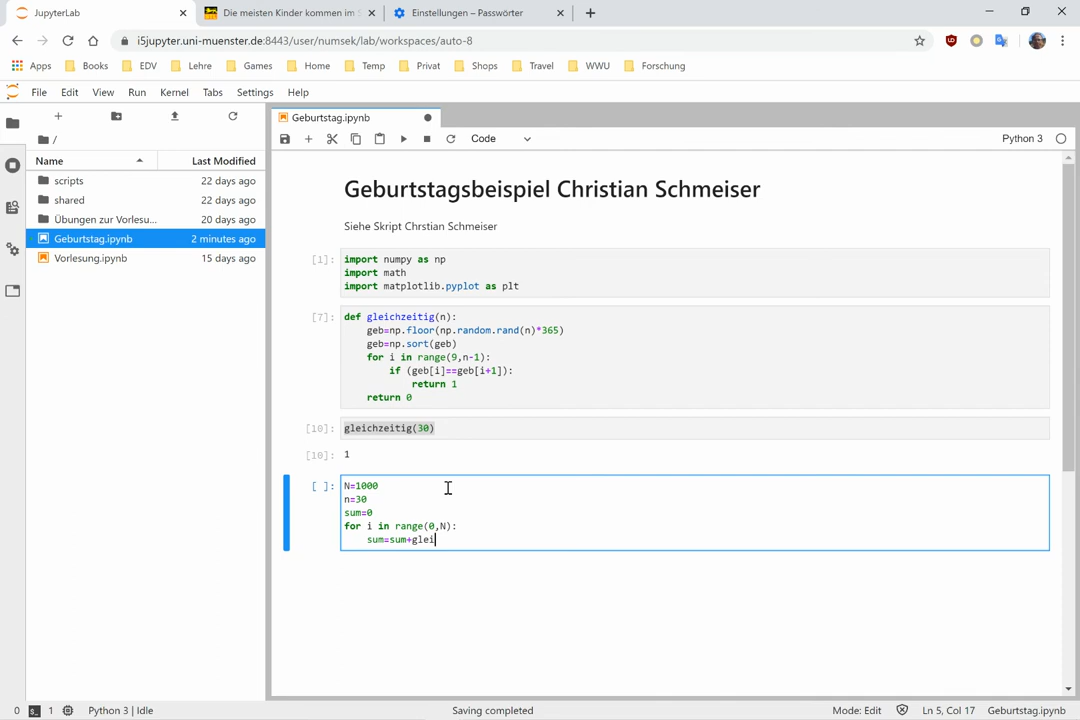 JupyterLab
Die meisten Kinder kommen im S
Einstellungen – Passwörter
i5jupyter.uni-muenster.de:8443/user/numsek/lab/workspaces/auto-8
Apps Books EDV Lehre Games Home Temp Privat Shops Travel WWU Forschung
File Edit View Run Kernel Tabs Settings Help
Geburtstag.ipynb
/
Code
Python 3
Name Last Modified
scripts 22 days ago
shared 22 days ago
Übungen zur Vorlesu... 20 days ago
Geburtstag.ipynb 2 minutes ago
Vorlesung.ipynb 15 days ago
Geburtstagsbeispiel Christian Schmeiser
Siehe Skript Chrstian Schmeiser
[1]: import numpy as np
import math
import matplotlib.pyplot as plt
[7]: def gleichzeitig(n):
geb=np.floor(np.random.rand(n)*365)
geb=np.sort(geb)
for i in range(9,n-1):
if (geb[i]==geb[i+1]):
return 1
return 0
[10]: gleichzeitig(30)
[10]: 1
[ ]: N=1000
n=30
sum=0
for i in range(0,N):
sum=sum+glei
0 1 Python 3 | Idle Saving completed Mode: Edit Ln 5, Col 17 Geburtstag.ipynb